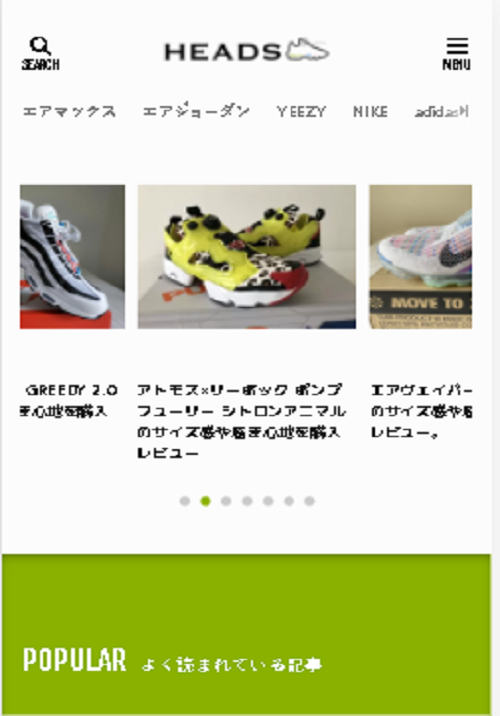 SEARCH
HEADS
MENU
エアマックス エアジョーダン YEEZY NIKE adidas
MOVE TO
GREEDY 2.0
き心地を購入
アトモス×リーボック ポンプ
フューリー シトロンアニマル
のサイズ感や履き心地を購入
レビュー
エアヴェイパー
のサイズ感や履
レビュー。
POPULAR よく読まれている記事